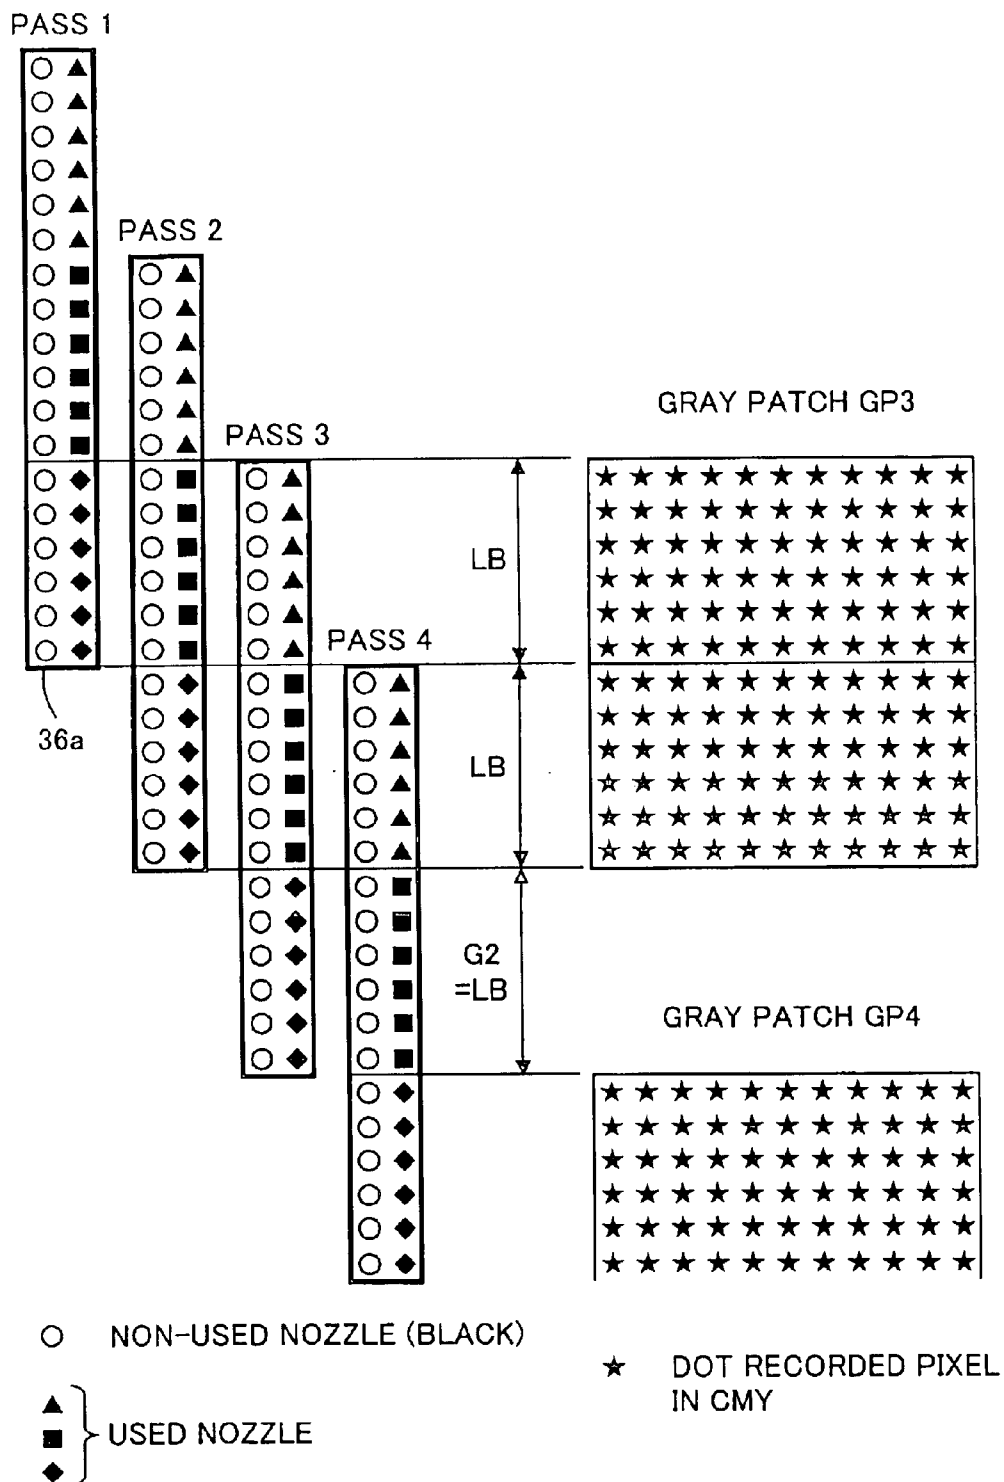 PASS 1
PASS 2
GRAY PATCH GP3
PASS 3
LB
PASS 4
36a
LB
G2
=LB
GRAY PATCH GP4
NON-USED NOZZLE (BLACK)
DOT RECORDED PIXEL
IN CMY
USED NOZZLE